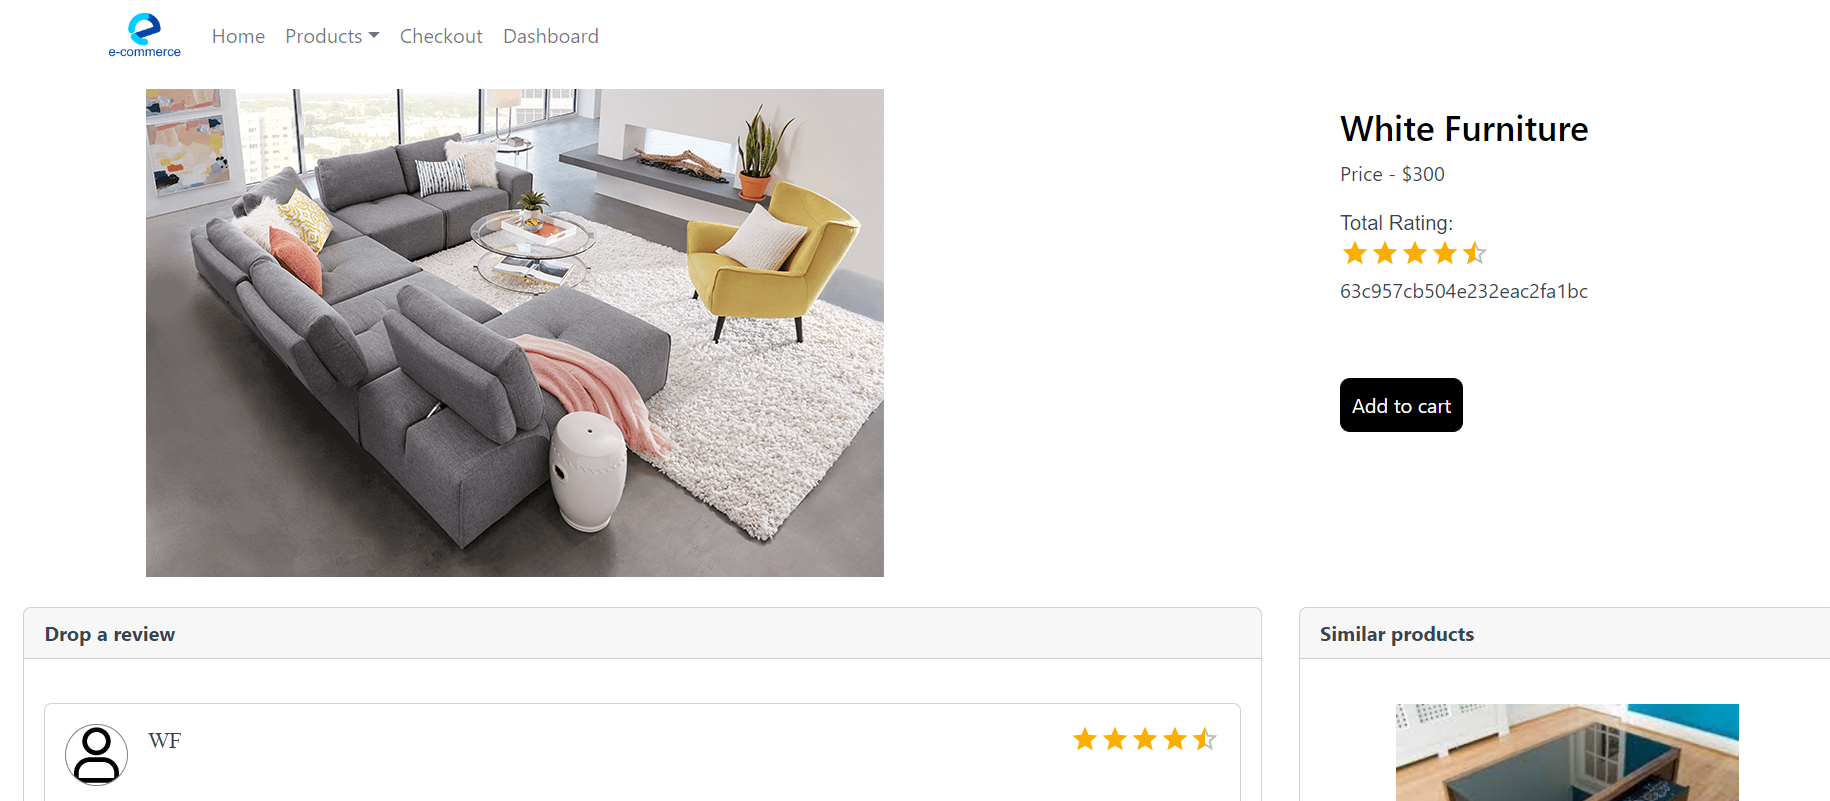 e-commerce
Home Products Checkout Dashboard
White Furniture
Price - $300
Total Rating:
63c957cb504e232eac2fa1bc
Add to cart
Drop a review
Similar products
WF